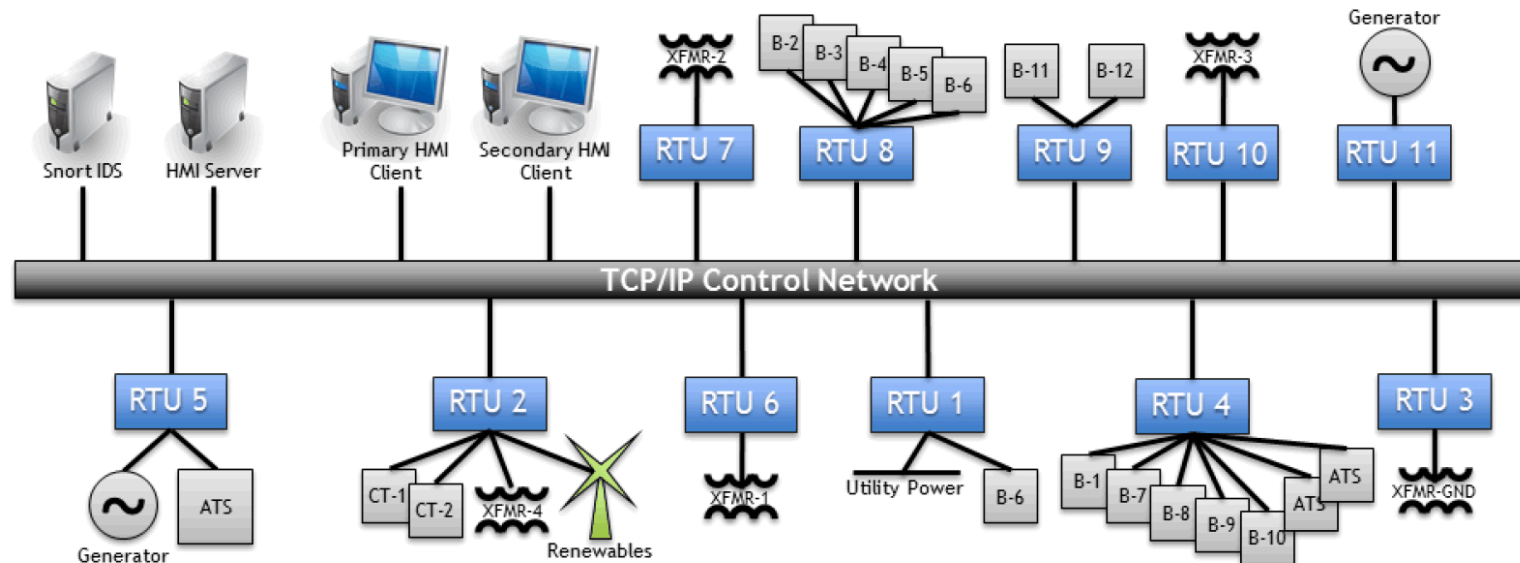 Generator
XFMR-2
B-2
B-3
B-4
B-5
B-6
B-11
B-12
XFMR-3
Snort IDS
HMI Server
Primary HMI
Client
Secondary HMI
Client
RTU 7
RTU 8
RTU 9
RTU 10
RTU 11
TCP/IP Control Network
RTU 5
RTU 2
RTU 6
RTU 1
RTU 4
RTU 3
Generator
ATS
CT-1
CT-2
XFMR-4
Renewables
XFMR-1
Utility Power
B-6
B-1
B-7
B-8
B-9
B-10
ATS
ATS
XFMR-GND